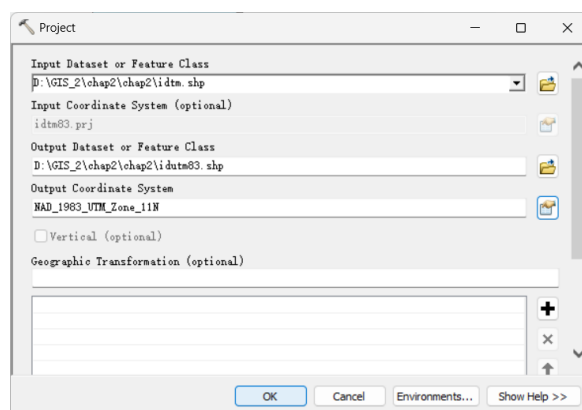 Project
Input Dataset or Feature Class
D:\GIS_2\chap2\chap2\idtm.shp
Input Coordinate System (optional)
idtm83.prj
Output Dataset or Feature Class
D:\GIS_2\chap2\chap2\idutm83.shp
Output Coordinate System
NAD_1983_UTM_Zone_11N
Vertical (optional)
Geographic Transformation (optional)
OK Cancel Environments... Show Help >>